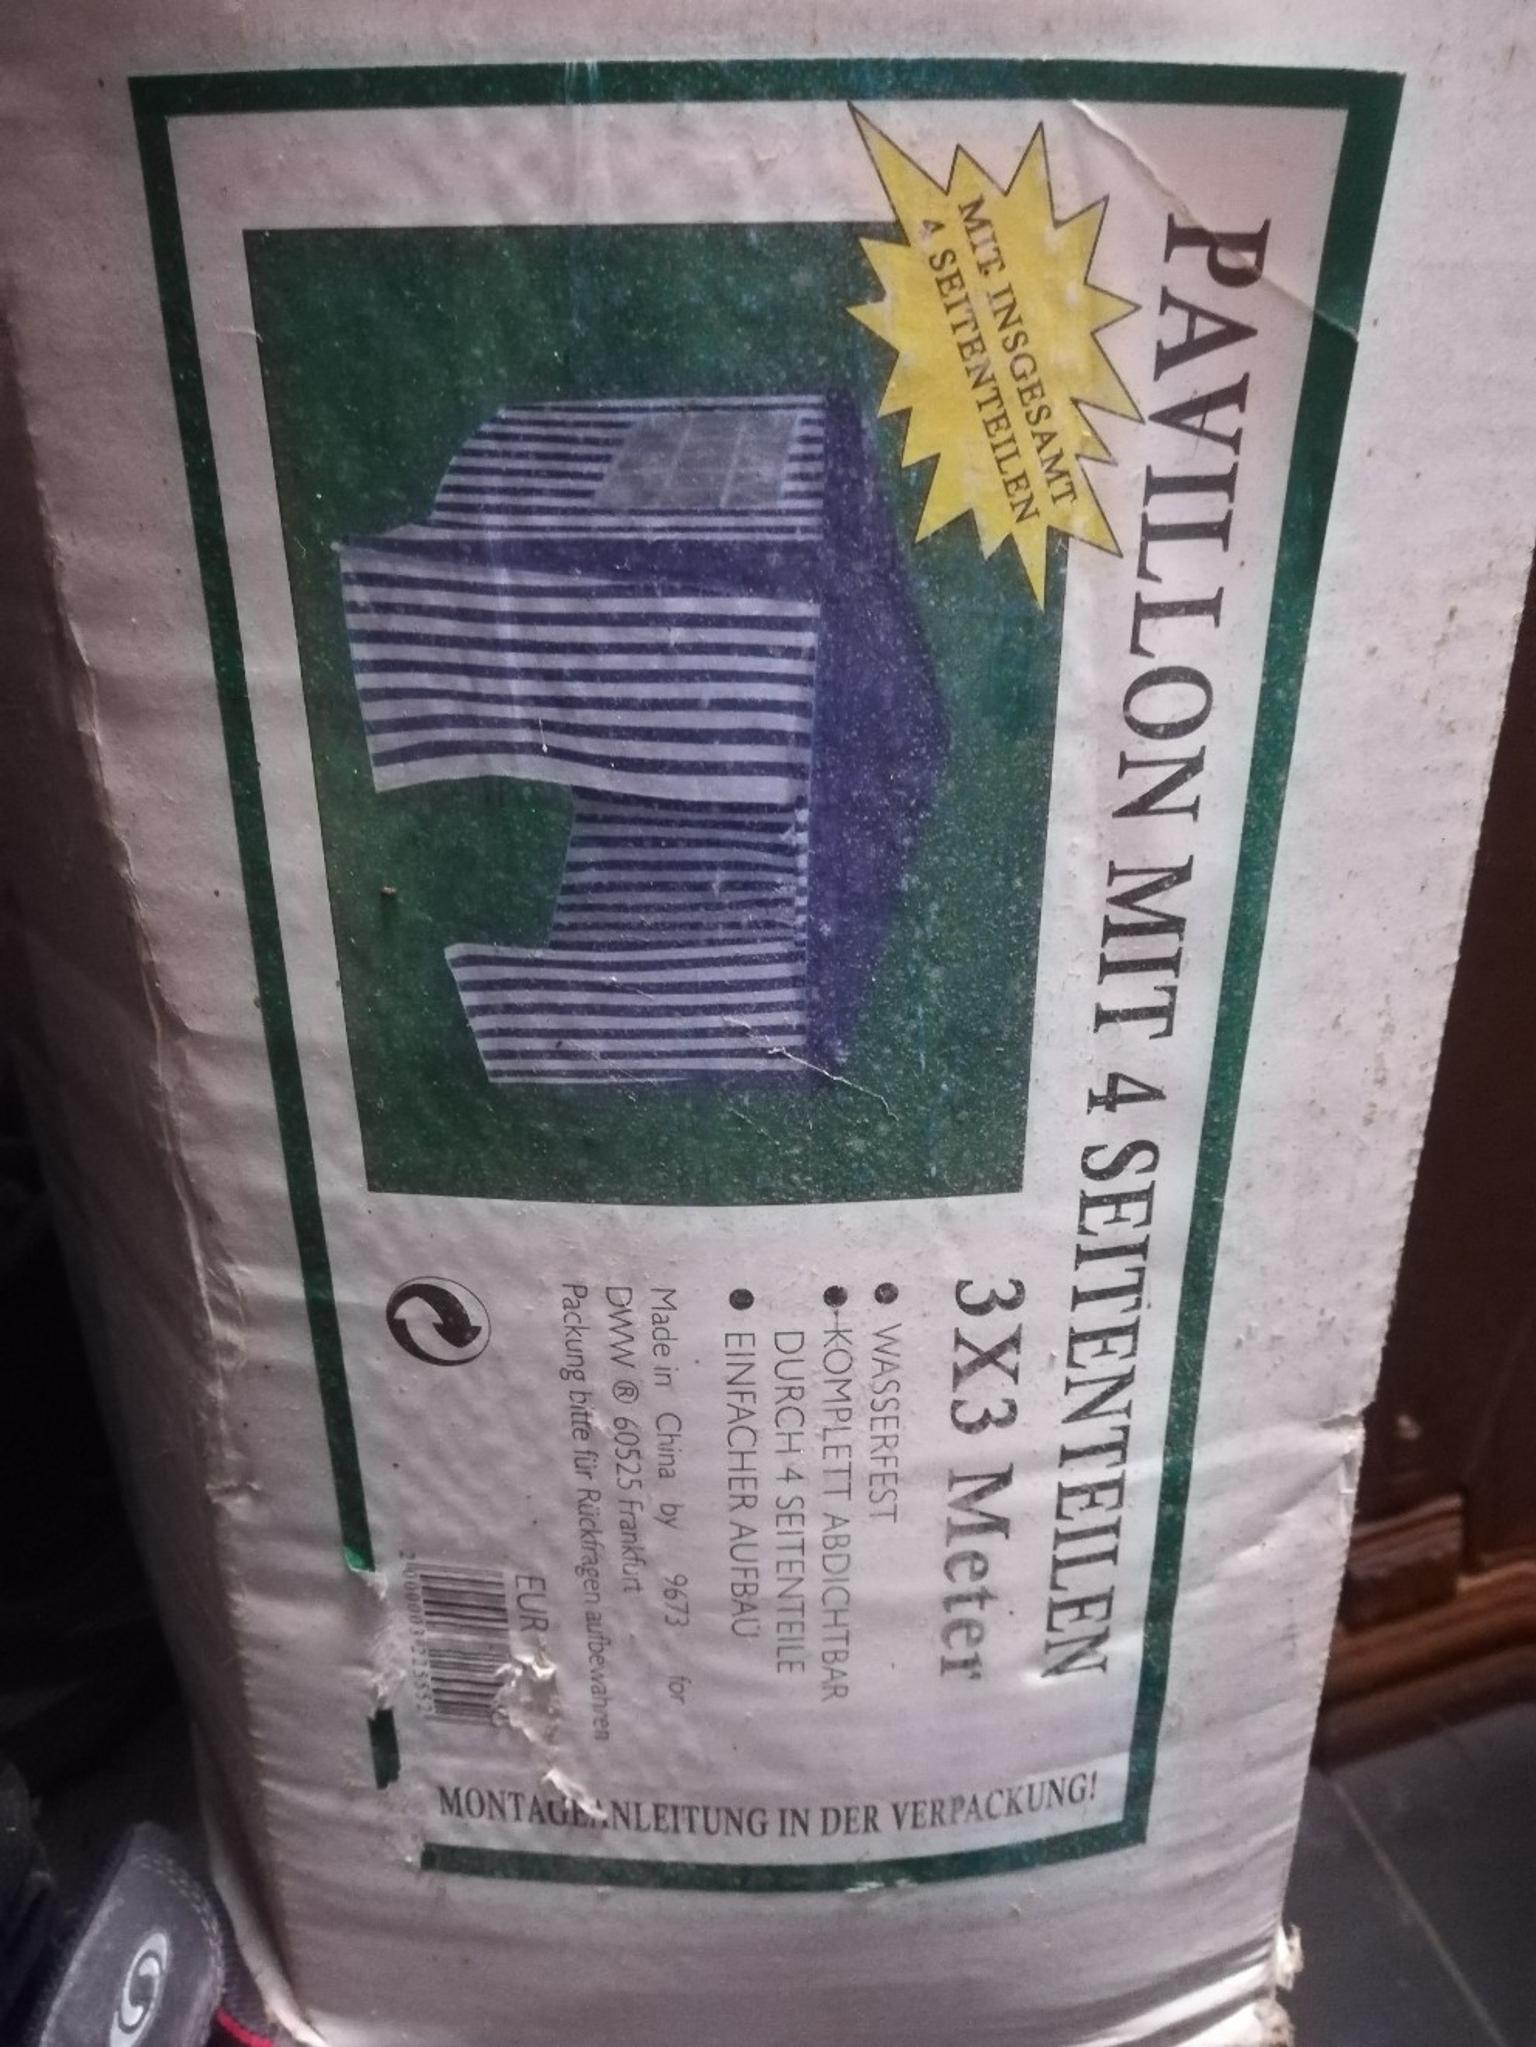 PAVILLON MIT 4 SEITENTEILEN
MIT INSGESAMT
4 SEITENTEILEN
3X3 Meter
● WASSERFEST
● KOMPLETT ABDICHTBAR
DURCH 4 SEITENTEILE
● EINFACHER AUFBAU
Made in China by 9673 for
DWW ® 60525 Frankfurt
Packung bitte für Rückfragen aufbewahren
EUR
MONTAGEANLEITUNG IN DER VERPACKUNG!